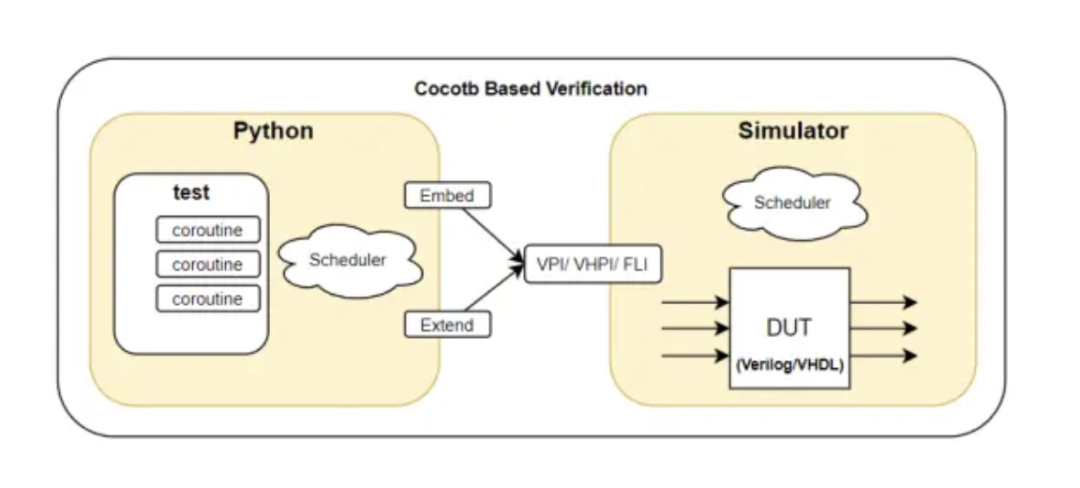 Cocotb Based Verification
Python
Simulator
test
coroutine
coroutine
coroutine
Scheduler
Embed
Extend
VPI/ VHPI/ FLI
Scheduler
DUT
(Verilog/VHDL)